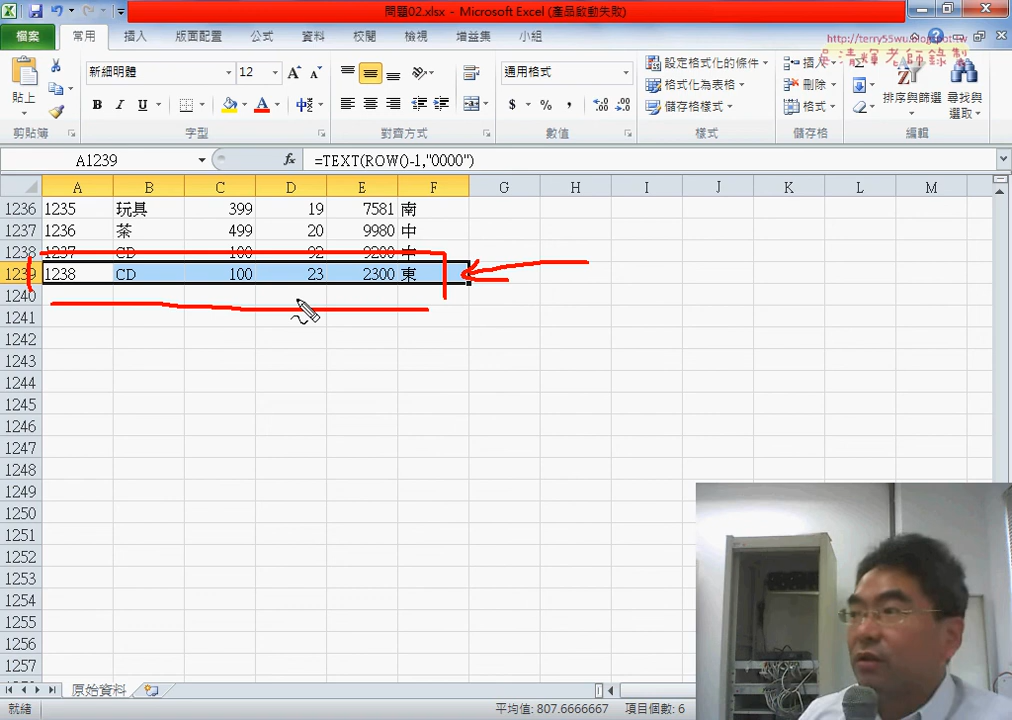 問題02.xlsx - Microsoft Excel (產品啟動失敗)
檔案 常用 插入 版面配置 公式 資料 校閱 檢視 增益集 小組
http://terry55wu.blogspot.tw
吳清輝老師錄製
貼上
新細明體 12
B I U
通用格式
$ % ,
設定格式化的條件
格式化為表格
儲存格樣式
插入
刪除
格式
排序與篩選 尋找與
選取
剪貼簿 字型 對齊方式 數值 樣式 儲存格 編輯
A1239 fx =TEXT(ROW()-1,"0000")
A B C D E F G H I J K L M
1236 1235 玩具 399 19 7581 南
1237 1236 茶 499 20 9980 中
1238 1237 CD 100 92 9200 中
1239 1238 CD 100 23 2300 東
1240
1241
1242
1243
1244
1245
1246
1247
1248
1249
1250
1251
1252
1253
1254
1255
1256
1257
原始資料
就緒 平均值: 807.6666667 項目個數: 6